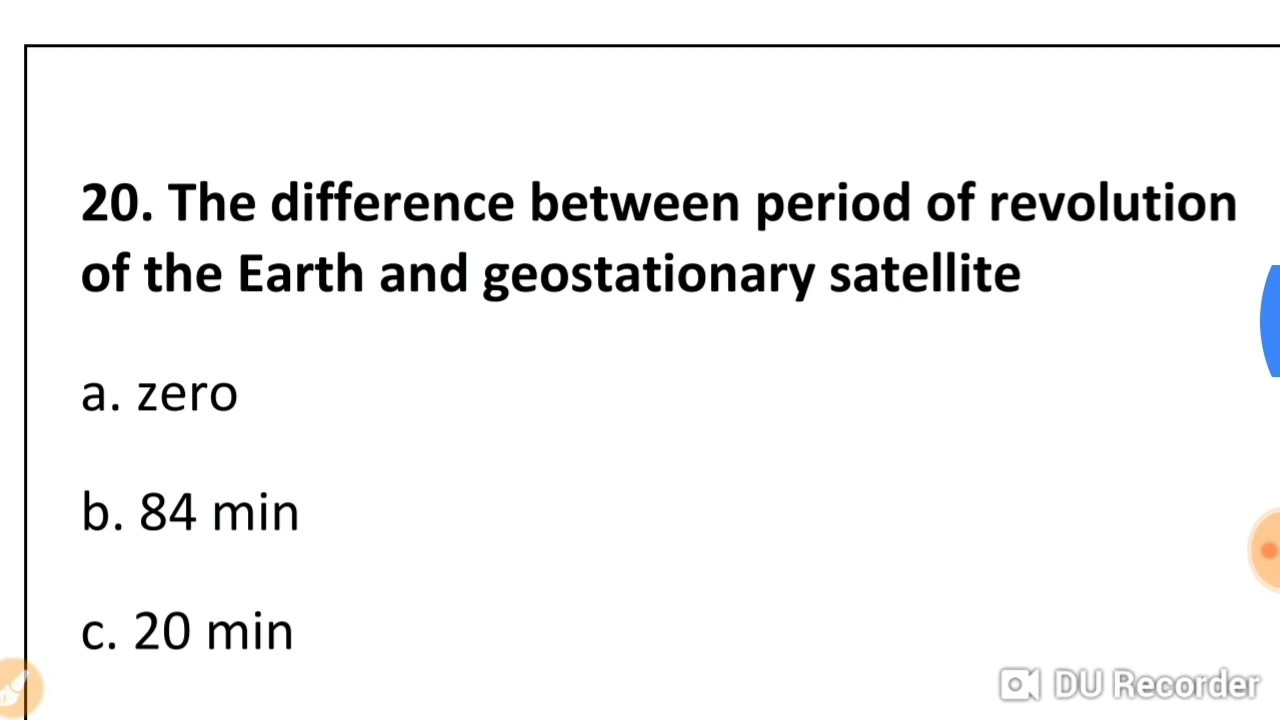 20. The difference between period of revolution
of the Earth and geostationary satellite
a. zero
b. 84 min
c. 20 min
DU Recorder